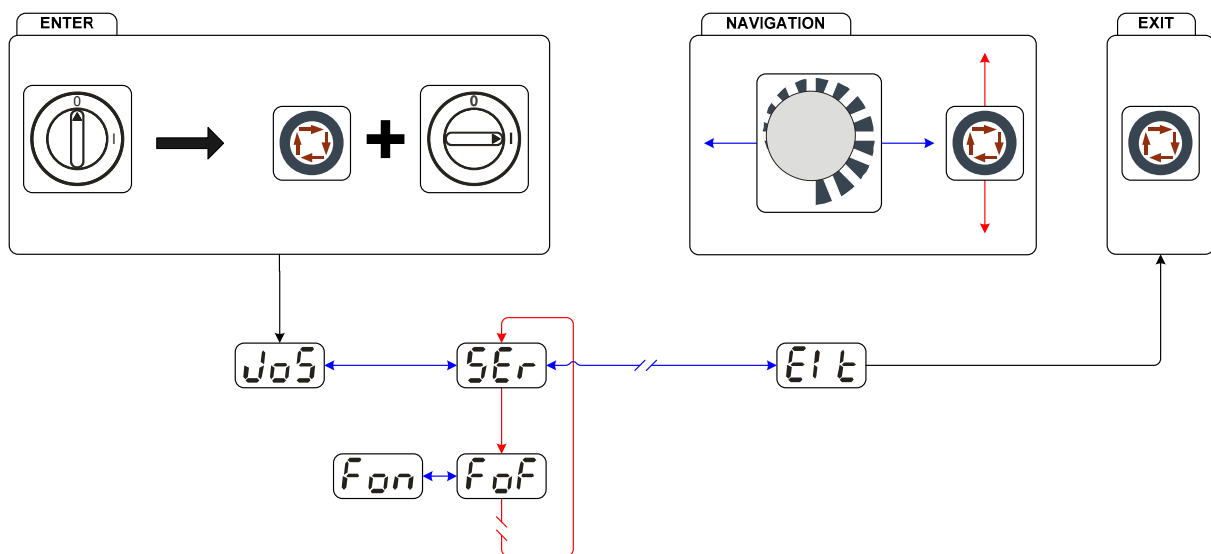 ENTER
NAVIGATION
EXIT
0
I
0
I
JoS
SEr
EIt
Fon
FoF